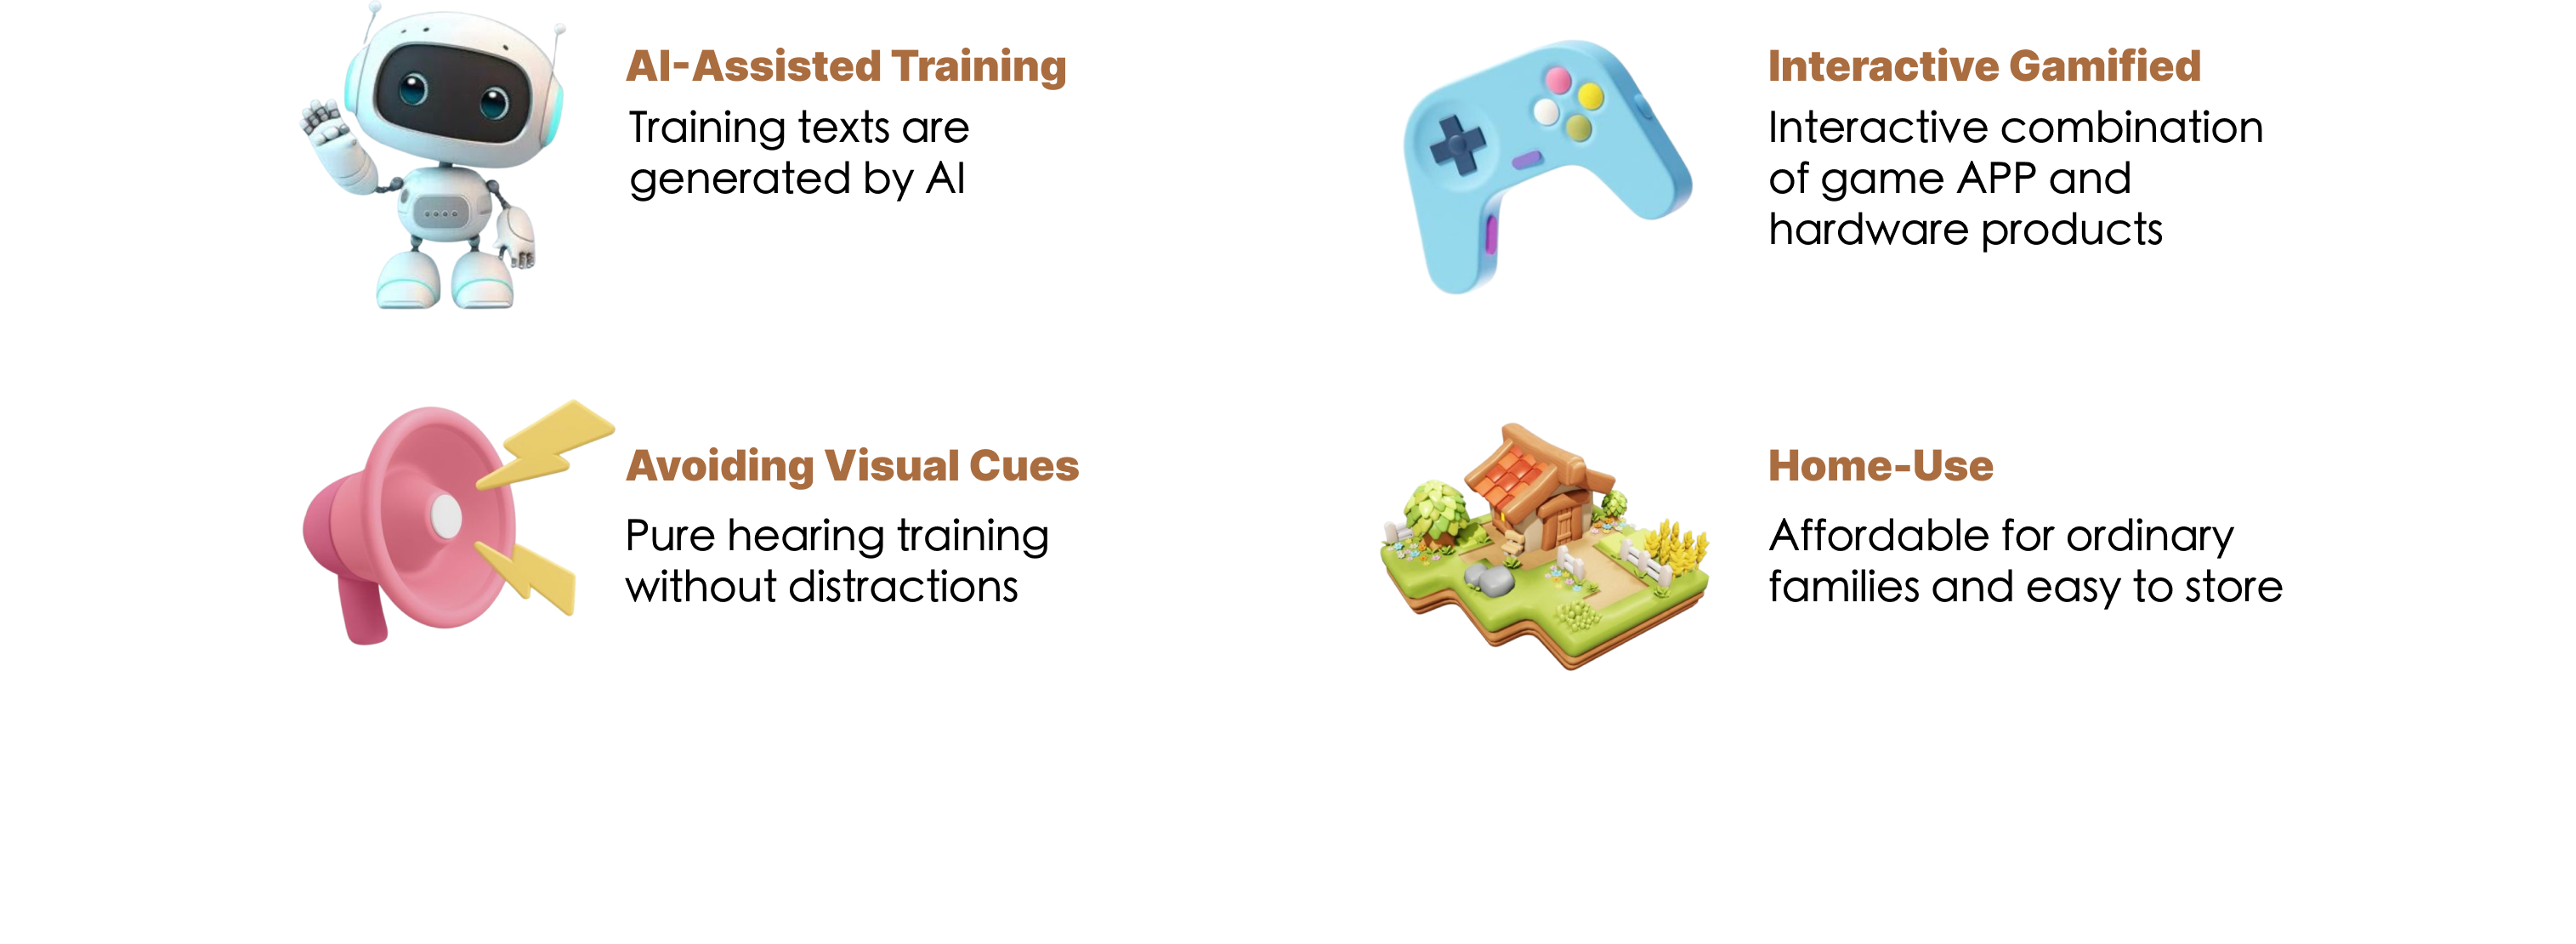 AI-Assisted Training
Training texts are
generated by AI
Interactive Gamified
Interactive combination
of game APP and
hardware products
Avoiding Visual Cues
Pure hearing training
without distractions
Home-Use
Affordable for ordinary
families and easy to store